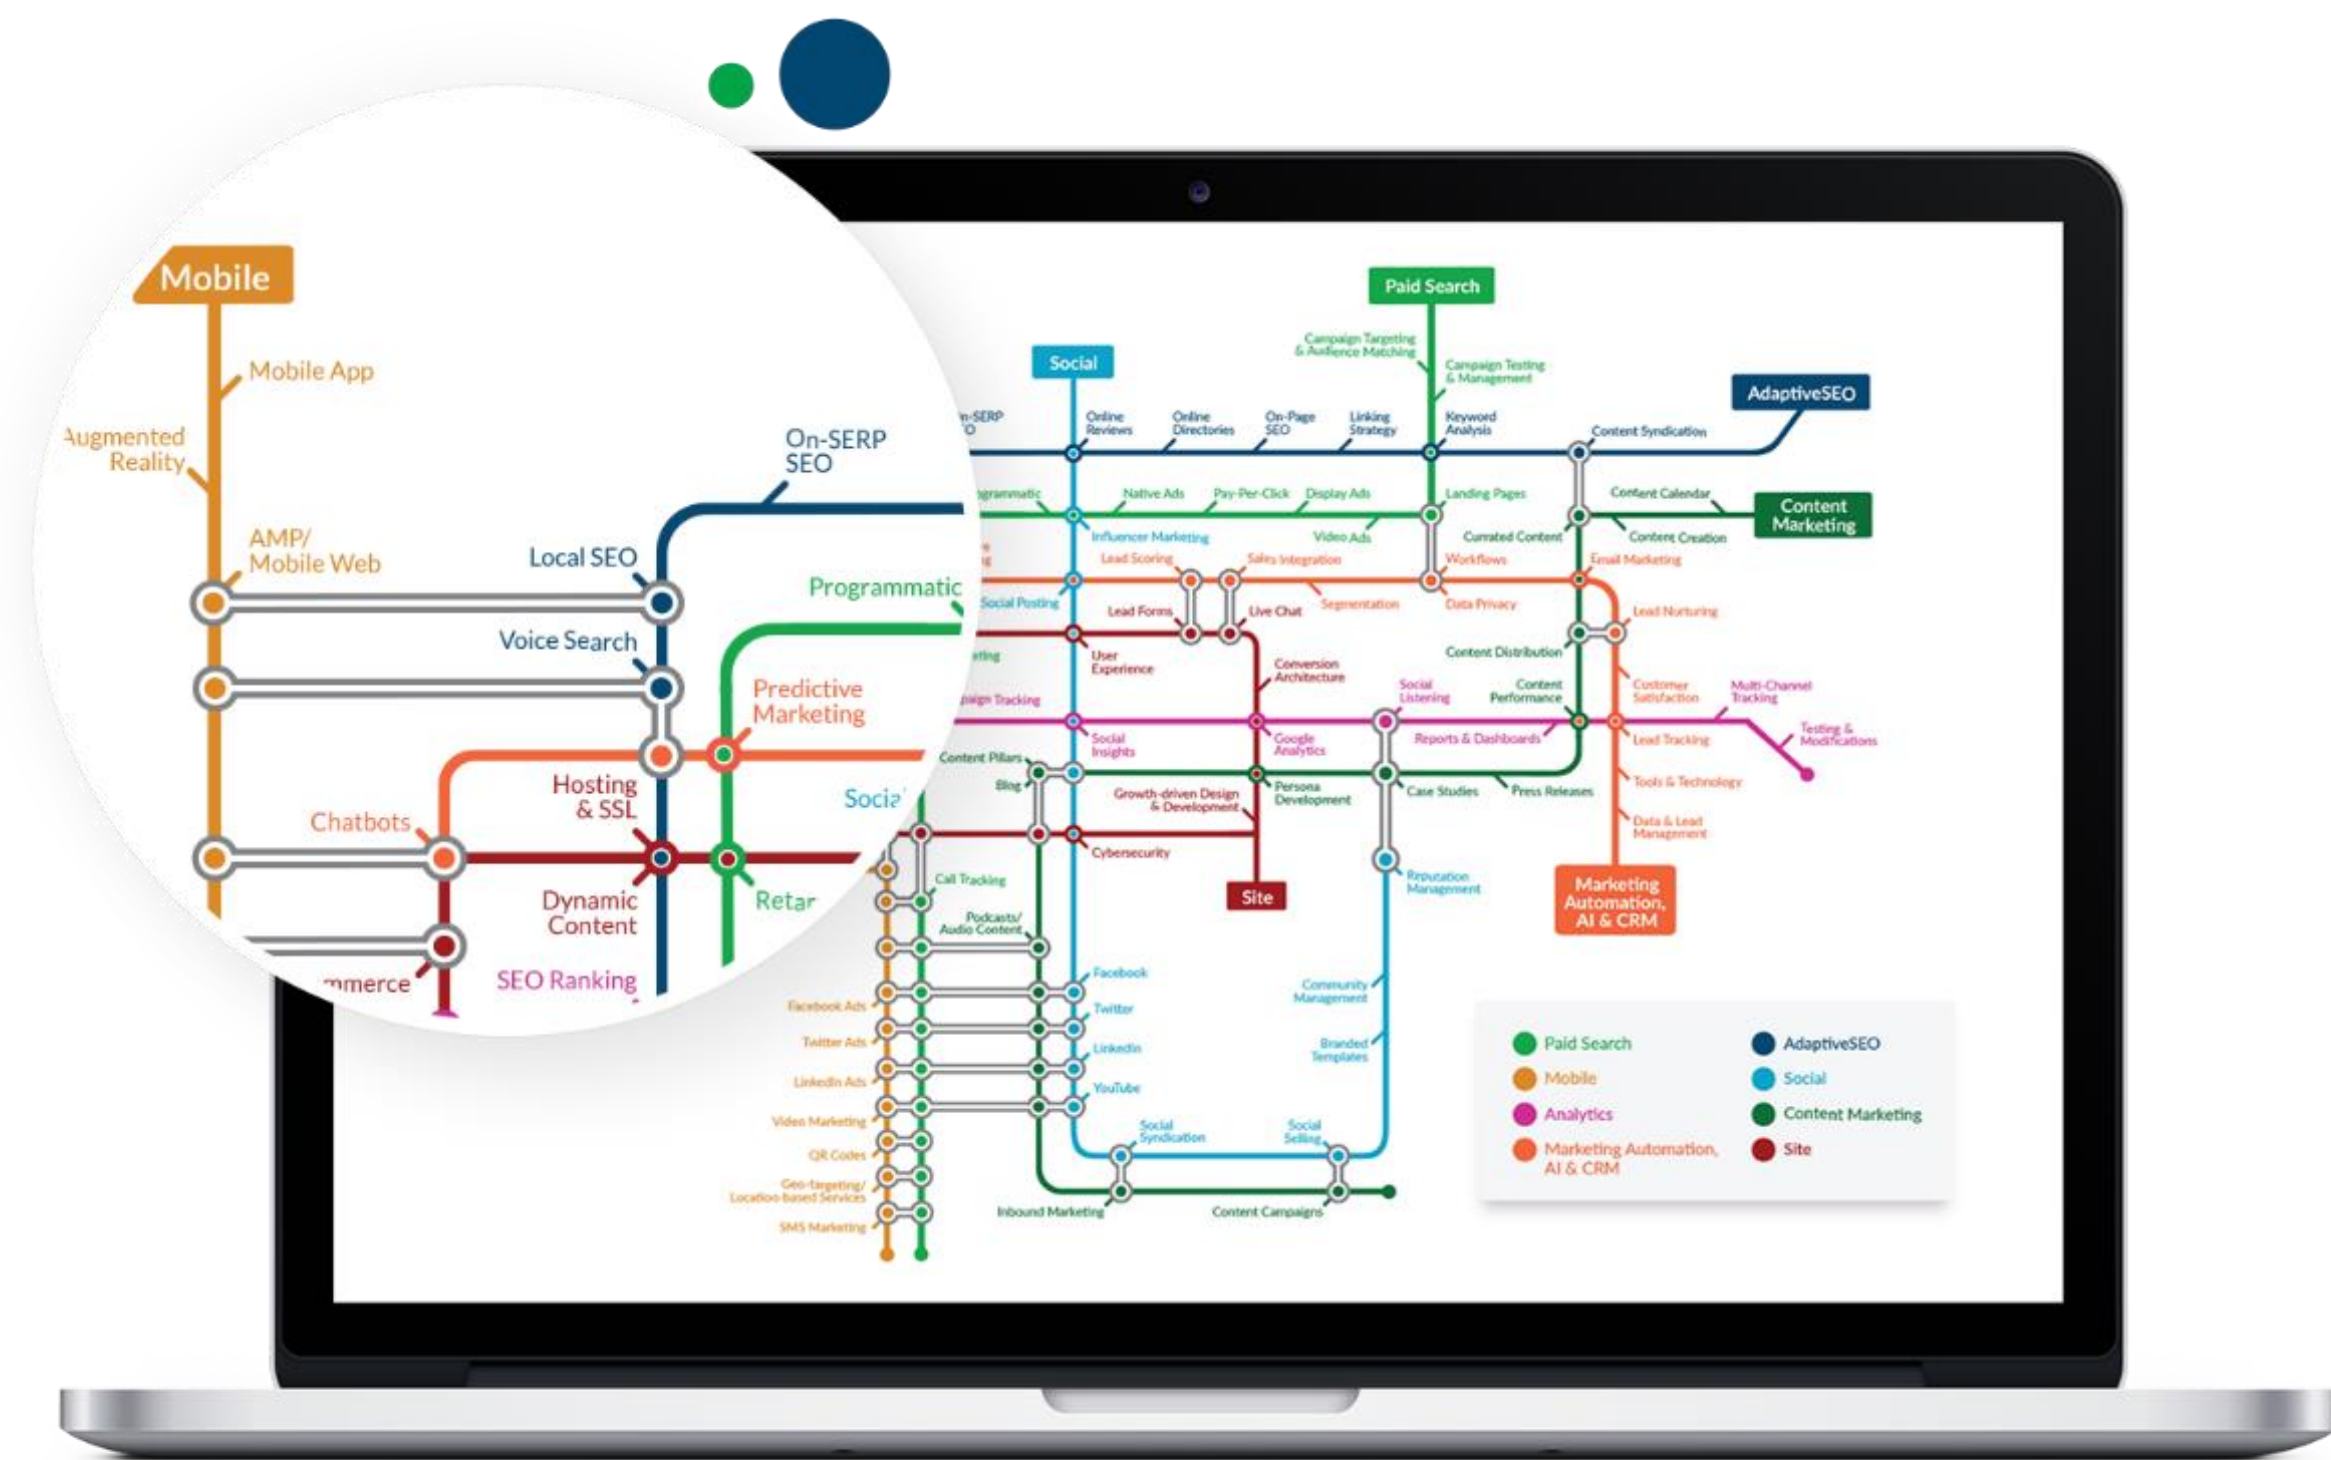 Mobile
Mobile App
Augmented
Reality
AMP/
Mobile Web
Local SEO
On-SERP
SEO
Voice Search
Programmatic
Predictive
Marketing
Hosting
& SSL
Chatbots
Dynamic
Content
SEO Ranking
Paid Search
Campaign Targeting
& Audience Matching
Campaign Testing
& Management
Social
AdaptiveSEO
Online
Reviews
Online
Directories
On-Page
SEO
Linking
Strategy
Keyword
Analysis
Content Syndication
Native Ads
Pay-Per-Click
Display Ads
Landing Pages
Content Calendar
Content
Marketing
Influencer Marketing
Video Ads
Currated Content
Content Creation
Lead Scoring
Sales Integration
Workflows
Email Marketing
Social Posting
Lead Forms
Live Chat
Segmentation
Data Privacy
Lead Nurturing
User
Experience
Conversion
Architecture
Content Distribution
Tracking
Social
Listening
Content
Performance
Customer
Satisfaction
Multi-Channel
Tracking
Social
Insights
Google
Analytics
Reports & Dashboards
Lead Tracking
Testing &
Modifications
Content Pillars
Blog
Growth-driven Design
& Development
Persona
Development
Case Studies
Press Releases
Tools & Technology
Data & Lead
Management
Cybersecurity
Call Tracking
Site
Reputation
Management
Marketing
Automation,
AI & CRM
Podcasts/
Audio Content
Facebook
Community
Management
Facebook Ads
Twitter
Twitter Ads
LinkedIn
Branded
Templates
LinkedIn Ads
YouTube
Video Marketing
Social
Syndication
Social
Selling
QR Codes
Geo-targeting/
Location-based Services
Inbound Marketing
Content Campaigns
SMS Marketing
Paid Search
Mobile
Analytics
Marketing Automation,
AI & CRM
AdaptiveSEO
Social
Content Marketing
Site